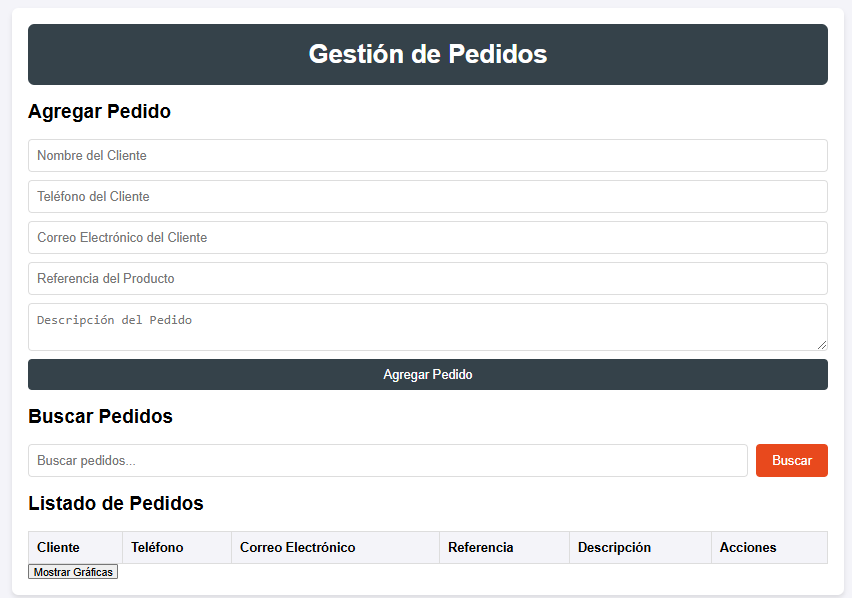 Gestión de Pedidos
Agregar Pedido
Nombre del Cliente
Teléfono del Cliente
Correo Electrónico del Cliente
Referencia del Producto
Descripción del Pedido
Agregar Pedido
Buscar Pedidos
Buscar pedidos... Buscar
Listado de Pedidos
Cliente Teléfono Correo Electrónico Referencia Descripción Acciones
Mostrar Gráficas